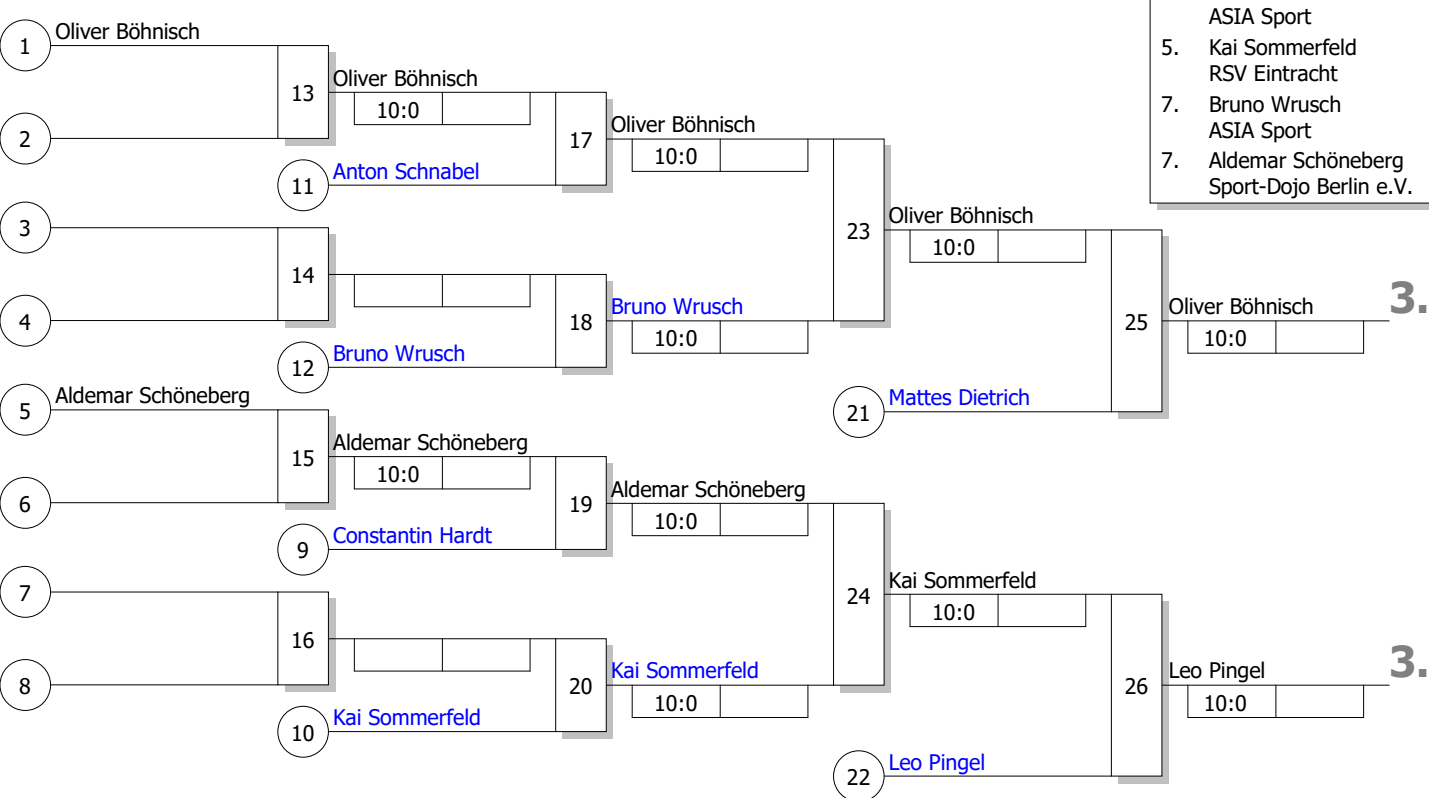 ASIA Sport
5. Kai Sommerfeld
RSV Eintracht
7. Bruno Wrusch
ASIA Sport
7. Aldemar Schöneberg
Sport-Dojo Berlin e.V.
1 Oliver Böhnisch
2
13 Oliver Böhnisch
10:0
11 Anton Schnabel
17 Oliver Böhnisch
10:0
3
4
14
12 Bruno Wrusch
18 Bruno Wrusch
10:0
23 Oliver Böhnisch
10:0
21 Mattes Dietrich
25 Oliver Böhnisch 3.
10:0
5 Aldemar Schöneberg
6
15 Aldemar Schöneberg
10:0
9 Constantin Hardt
19 Aldemar Schöneberg
10:0
7
8
16
10 Kai Sommerfeld
20 Kai Sommerfeld
10:0
24 Kai Sommerfeld
10:0
22 Leo Pingel
26 Leo Pingel 3.
10:0